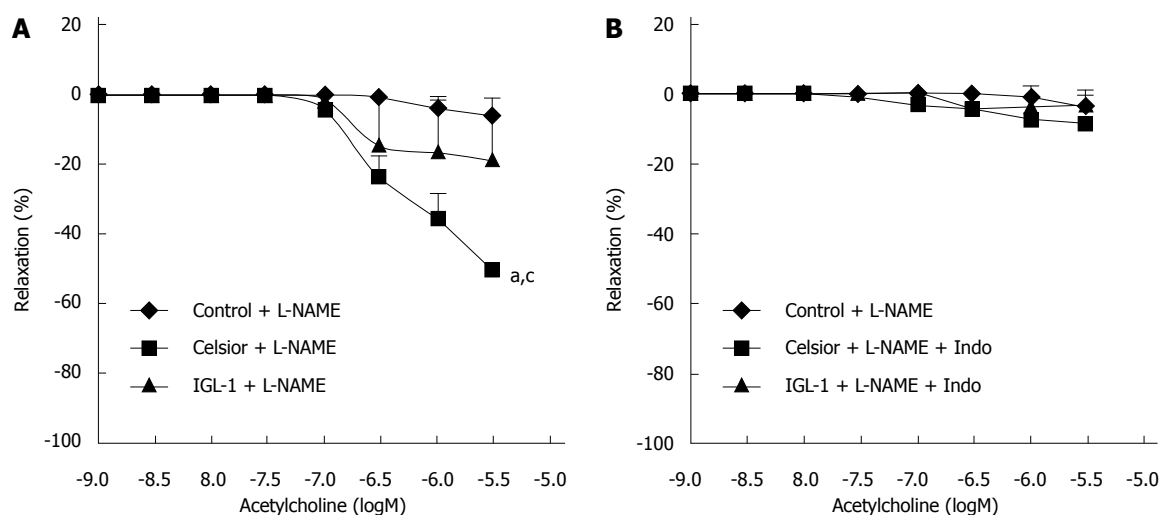 A
20
0
-20
-40
-60
-80
-100
Relaxation (%)
a,c
Control + L-NAME
Celsior + L-NAME
IGL-1 + L-NAME
-9.0 -8.5 8.0 -7.5 -7.0 -6.5 -6.0 -5.5 -5.0
Acetylcholine (logM)
B
20
0
-20
-40
-60
-80
-100
Relaxation (%)
Control + L-NAME
Celsior + L-NAME + Indo
IGL-1 + L-NAME + Indo
-9.0 -8.5 8.0 -7.5 -7.0 -6.5 -6.0 -5.5 -5.0
Acetylcholine (logM)